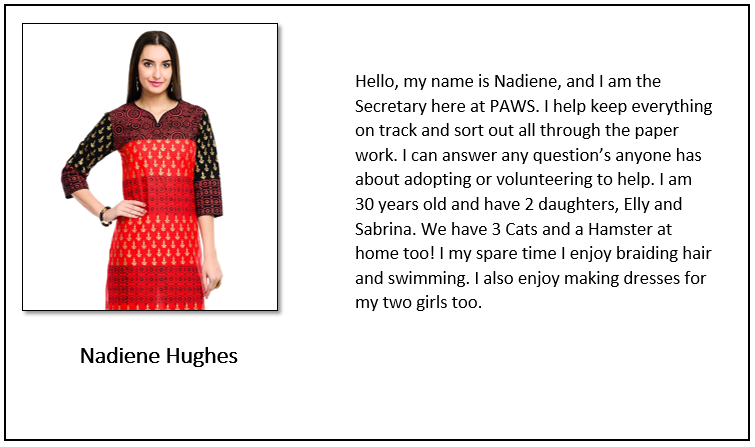 Hello, my name is Nadiene, and I am the
Secretary here at PAWS. I help keep everything
on track and sort out all through the paper
work. I can answer any question’s anyone has
about adopting or volunteering to help. I am
30 years old and have 2 daughters, Elly and
Sabrina. We have 3 Cats and a Hamster at
home too! I my spare time I enjoy braiding hair
and swimming. I also enjoy making dresses for
my two girls too.
Nadiene Hughes